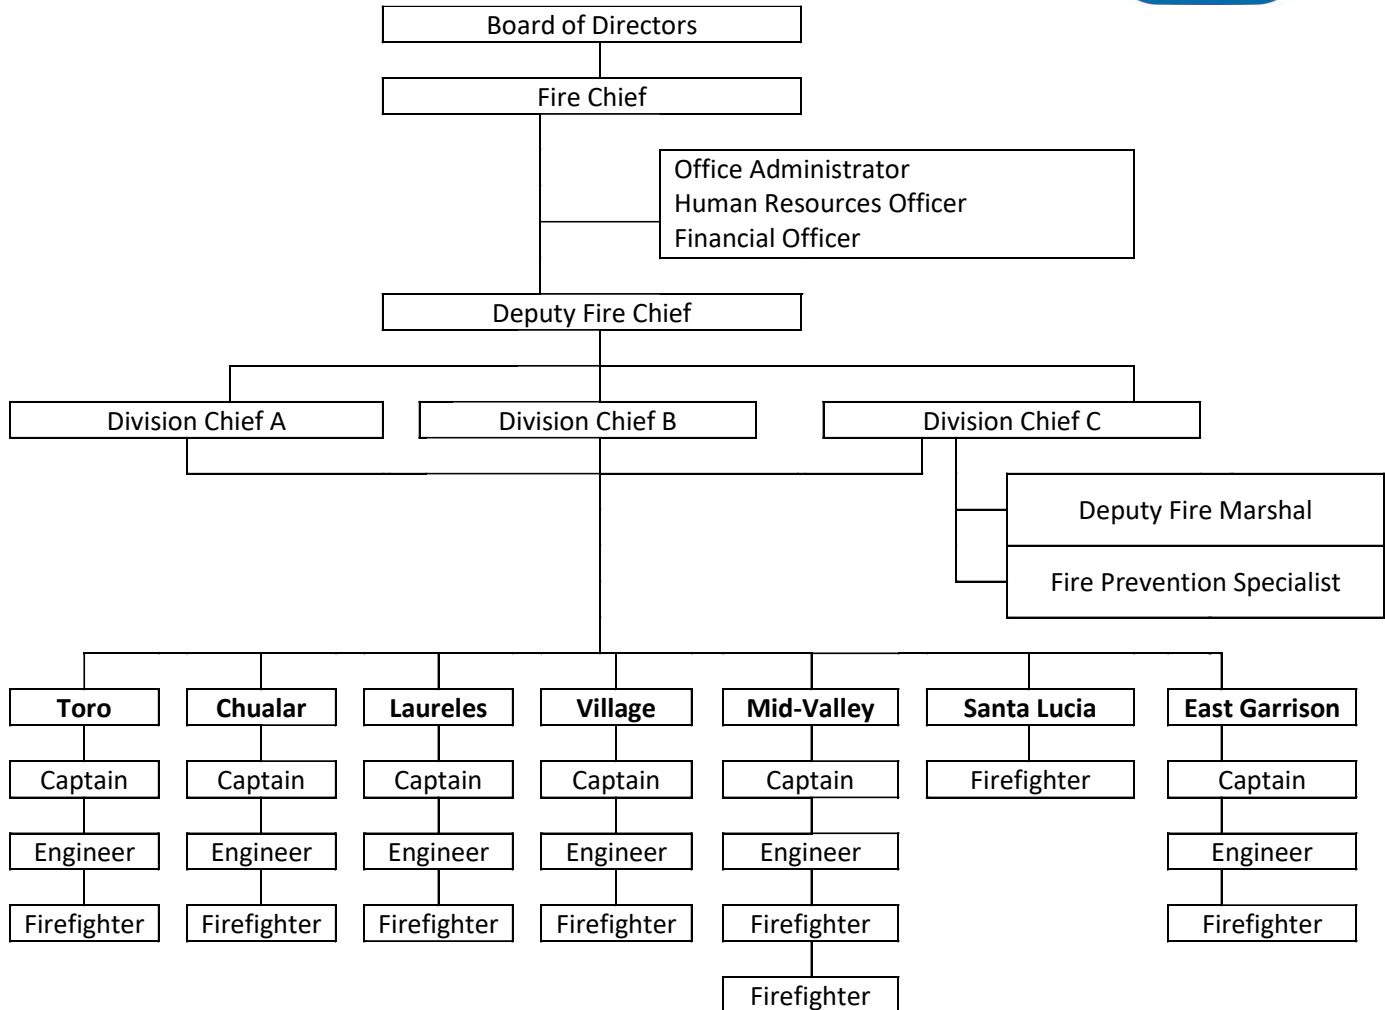 Board of Directors
Fire Chief
Office Administrator
Human Resources Officer
Financial Officer
Deputy Fire Chief
Division Chief A
Division Chief B
Division Chief C
Deputy Fire Marshal
Fire Prevention Specialist
Toro
Chualar
Laureles
Village
Mid-Valley
Santa Lucia
East Garrison
Captain
Captain
Captain
Captain
Captain
Firefighter
Captain
Engineer
Engineer
Engineer
Engineer
Engineer
Engineer
Firefighter
Firefighter
Firefighter
Firefighter
Firefighter
Firefighter
Firefighter